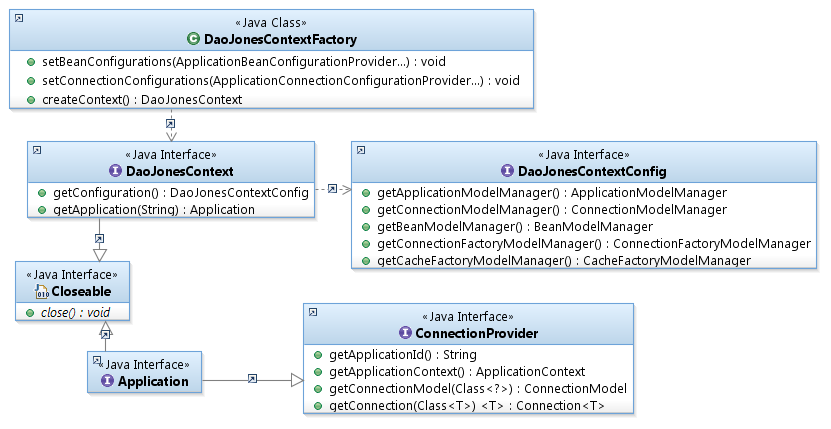 «Java Class»
DaoJonesContextFactory
setBeanConfigurations(ApplicationBeanConfigurationProvider...) : void
setConnectionConfigurations(ApplicationConnectionConfigurationProvider...) : void
createContext() : DaoJonesContext
«Java Interface»
DaoJonesContext
getConfiguration() : DaoJonesContextConfig
getApplication(String) : Application
«Java Interface»
DaoJonesContextConfig
getApplicationModelManager() : ApplicationModelManager
getConnectionModelManager() : ConnectionModelManager
getBeanModelManager() : BeanModelManager
getConnectionFactoryModelManager() : ConnectionFactoryModelManager
getCacheFactoryModelManager() : CacheFactoryModelManager
«Java Interface»
Closeable
close() : void
«Java Interface»
Application
«Java Interface»
ConnectionProvider
getApplicationId() : String
getApplicationContext() : ApplicationContext
getConnectionModel(Class<?>) : ConnectionModel
getConnection(Class<T>) <T> : Connection<T>